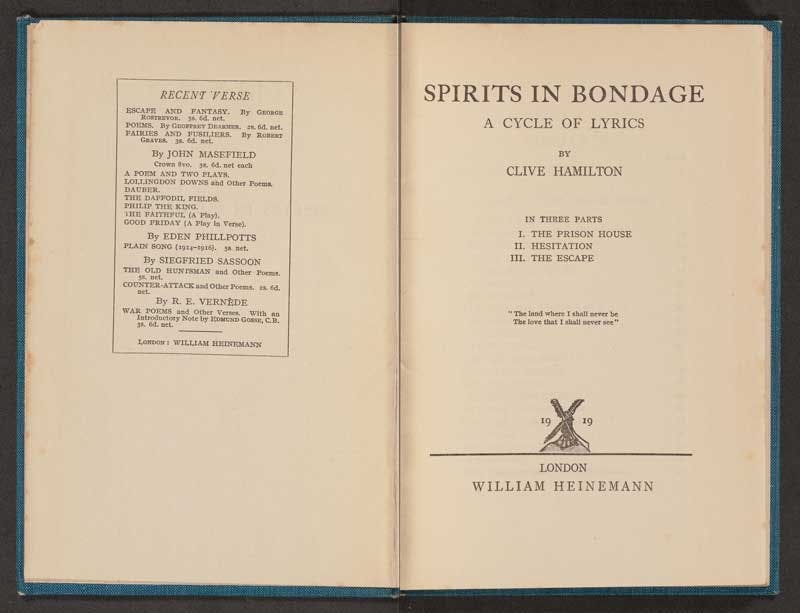 RECENT VERSE
ESCAPE AND FANTASY. By GEORGE
ROSTREVOR. 3s. 6d. net.
POEMS. By GEOFFREY DEARMER. 2s. 6d. net.
FAIRIES AND FUSILIERS. By ROBERT
GRAVES. 3s. 6d. net.
By JOHN MASEFIELD
Crown 8vo. 3s. 6d. net each
A POEM AND TWO PLAYS.
LOLLINGDON DOWNS and Other Poems.
DAUBER.
THE DAFFODIL FIELDS.
PHILIP THE KING.
THE FAITHFUL (A Play).
GOOD FRIDAY (A Play in Verse).
By EDEN PHILLPOTTS
PLAIN SONG (1914-1916). 3s. net.
By SIEGFRIED SASSOON
THE OLD HUNTSMAN and Other Poems.
5s. net.
COUNTER-ATTACK and Other Poems. 2s. 6d.
net.
By R. E. VERNÈDE
WAR POEMS and Other Verses. With an
Introductory Note by EDMUND GOSSE, C.B.
3s. 6d. net.
LONDON: WILLIAM HEINEMANN
SPIRITS IN BONDAGE
A CYCLE OF LYRICS
BY
CLIVE HAMILTON
IN THREE PARTS
I. THE PRISON HOUSE
II. HESITATION
III. THE ESCAPE
"The land where I shall never be
The love that I shall never see"
19 19
LONDON
WILLIAM HEINEMANN